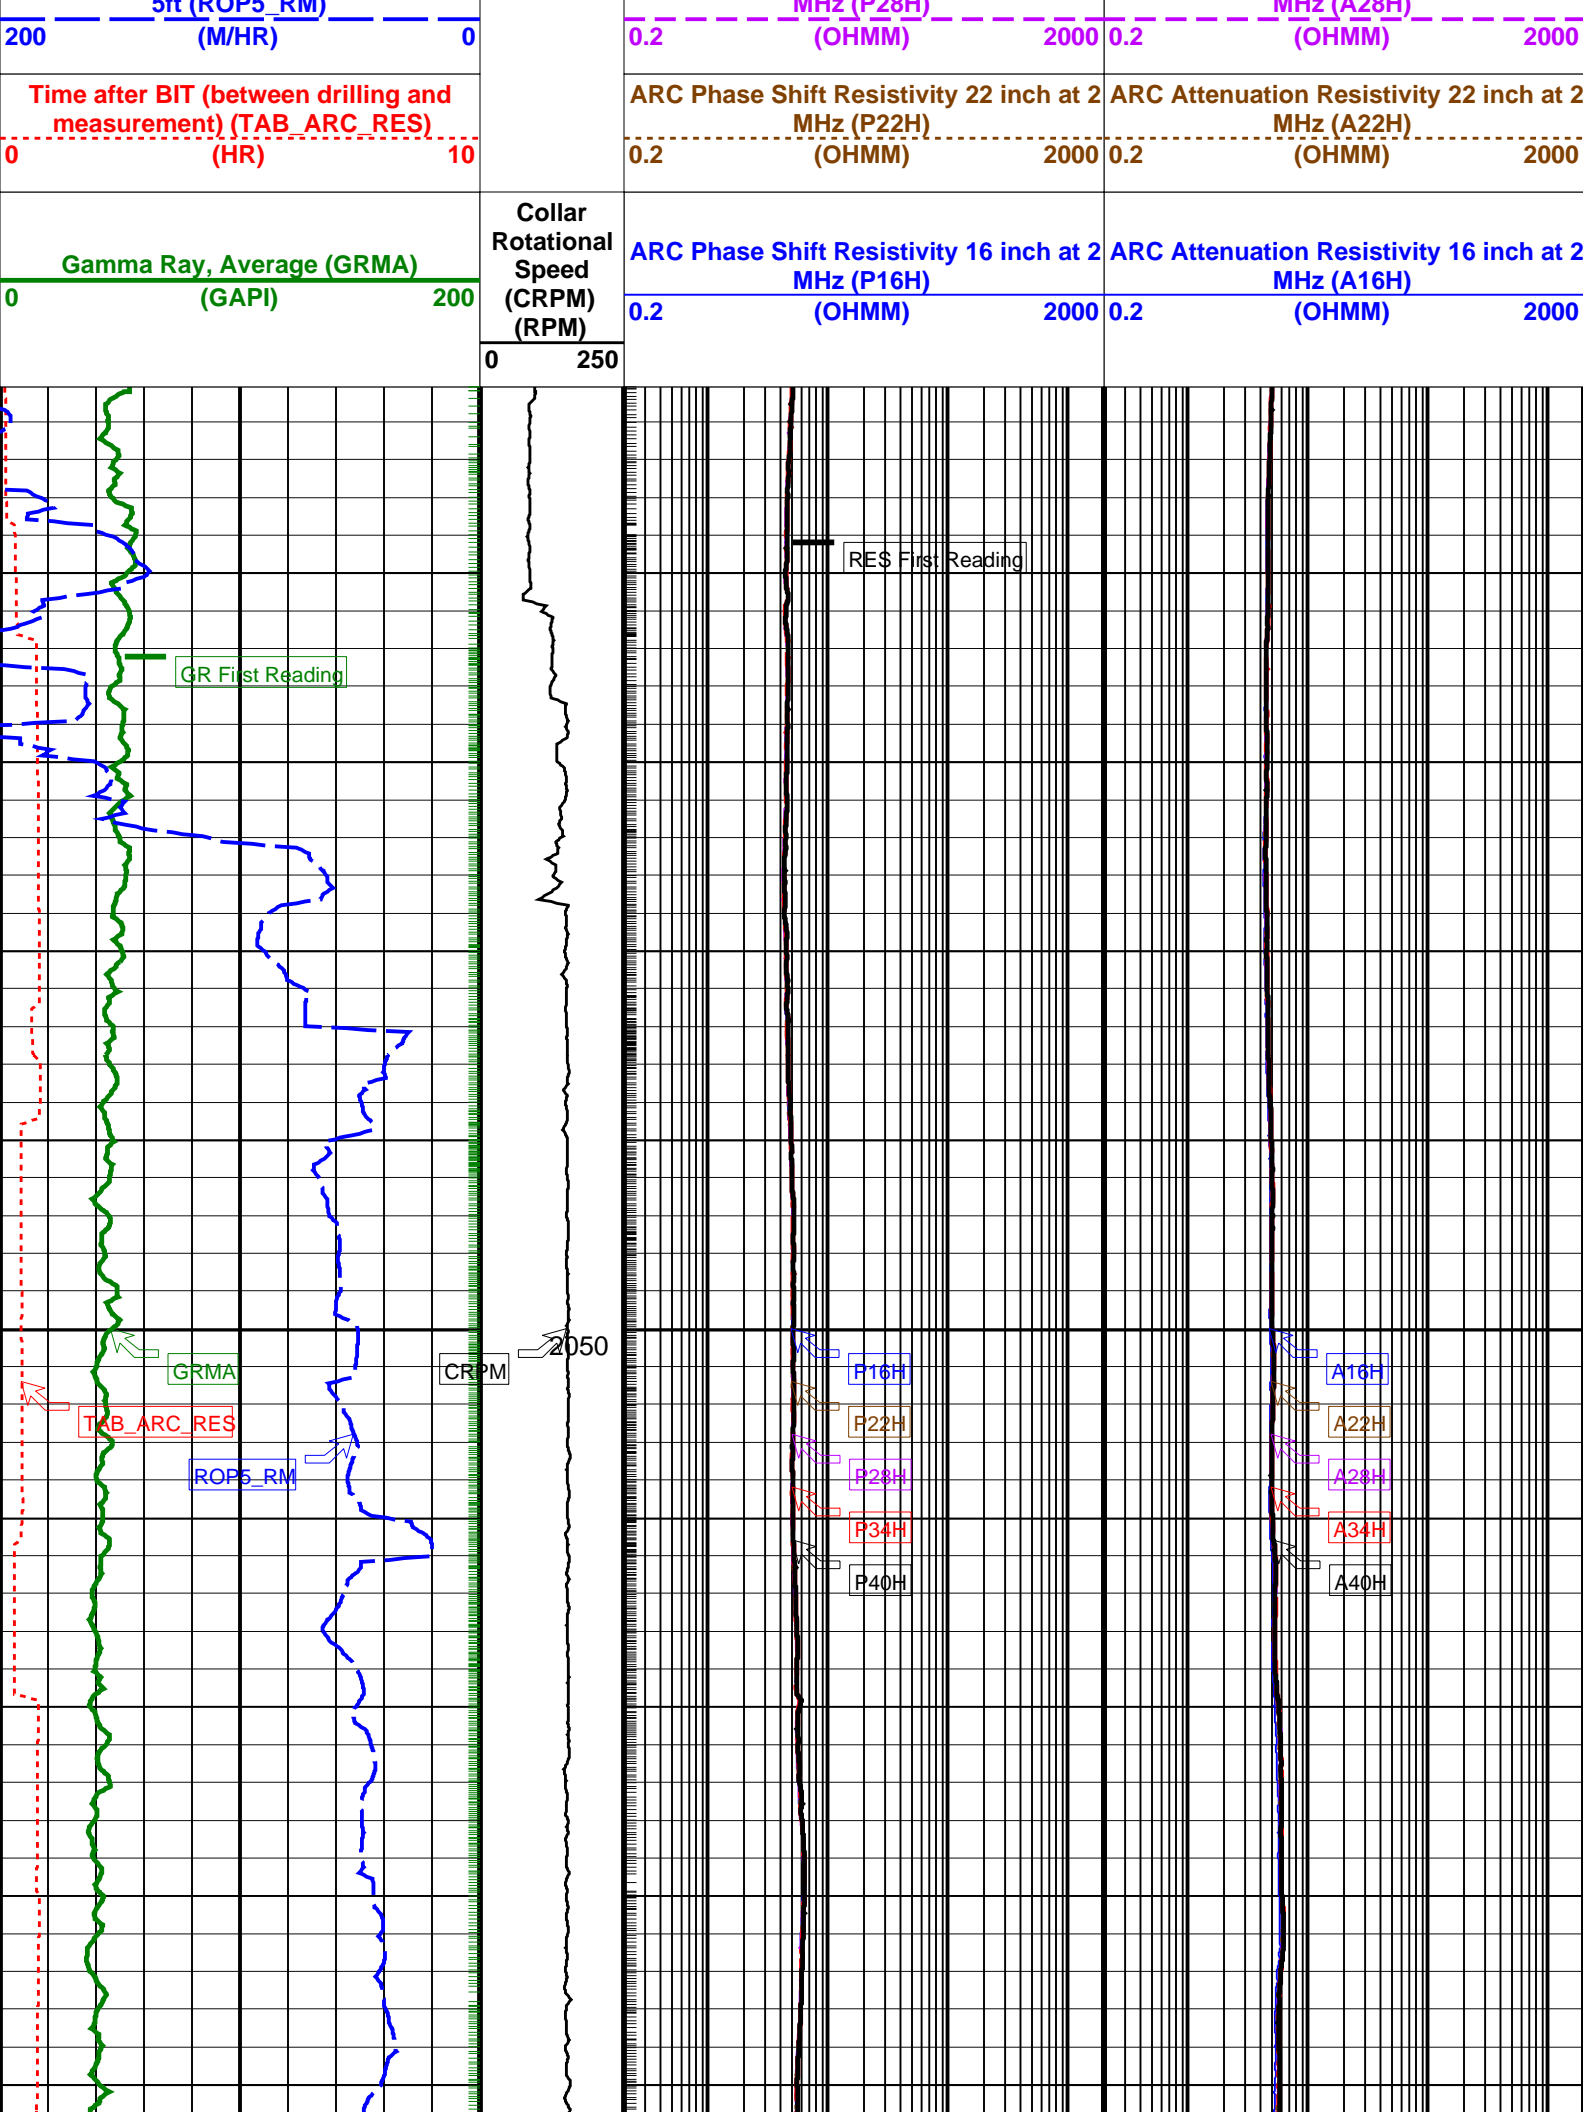 5ft (ROP5_RM)
200 (M/HR) 0
MHz (P28H)
0.2 (OHMM) 2000
MHz (A28H)
0.2 (OHMM) 2000
Time after BIT (between drilling and
measurement) (TAB_ARC_RES)
0 (HR) 10
ARC Phase Shift Resistivity 22 inch at 2
MHz (P22H)
0.2 (OHMM) 2000
ARC Attenuation Resistivity 22 inch at 2
MHz (A22H)
0.2 (OHMM) 2000
Gamma Ray, Average (GRMA)
0 (GAPI) 200
Collar
Rotational
Speed
(CRPM)
(RPM)
0 250
ARC Phase Shift Resistivity 16 inch at 2
MHz (P16H)
0.2 (OHMM) 2000
ARC Attenuation Resistivity 16 inch at 2
MHz (A16H)
0.2 (OHMM) 2000
RES First Reading
GR First Reading
2050
GRMA
CRPM
P16H
A16H
TAB_ARC_RES
P22H
A22H
ROP5_RM
P28H
A28H
P34H
A34H
P40H
A40H